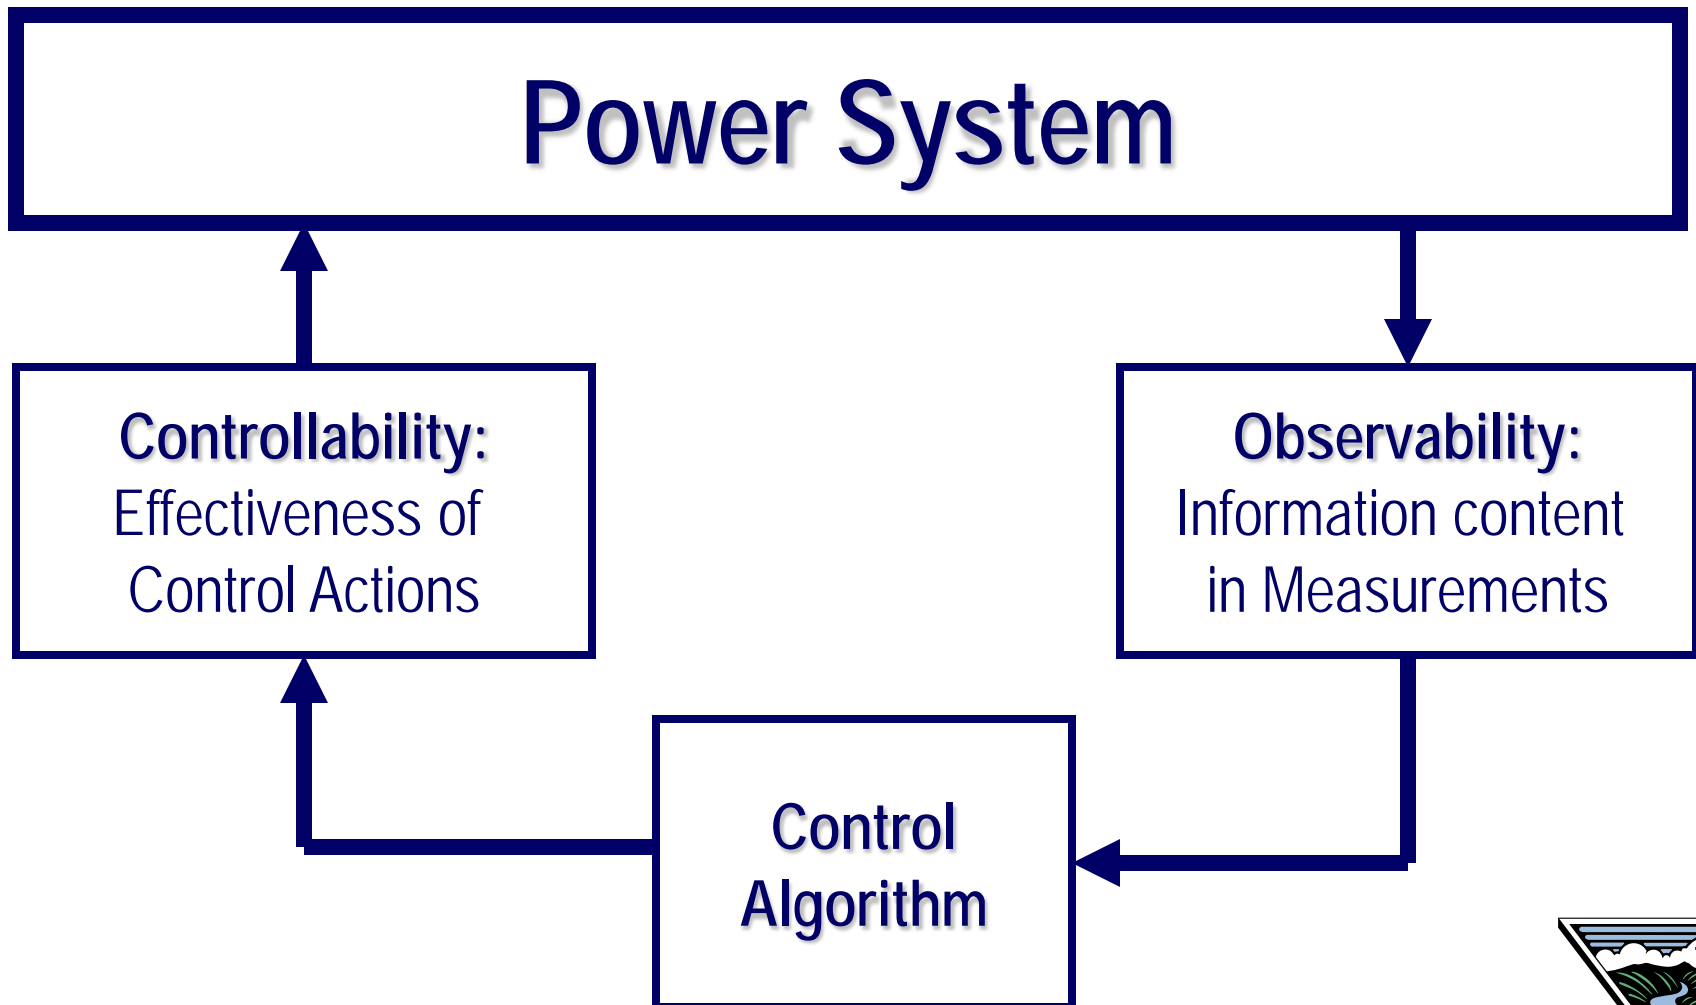 Power System
Controllability:
Effectiveness of
Control Actions
Observability:
Information content
in Measurements
Control
Algorithm